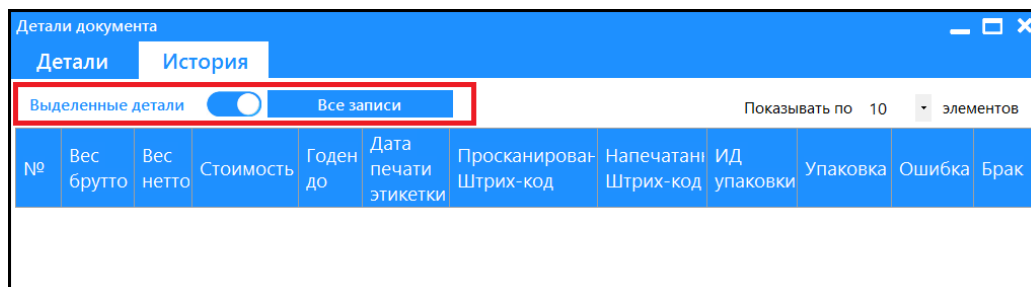 Детали документа
Детали История
Выделенные детали Все записи Показывать по 10 элементов
№ Вес брутто Вес нетто Стоимость Годен до Дата печати этикетки Просканирован Штрих-код Напечатанн Штрих-код ИД упаковки Упаковка Ошибка Брак